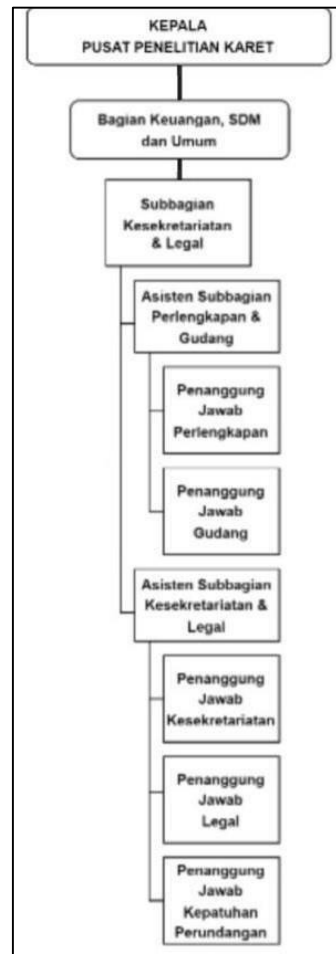 KEPALA
PUSAT PENELITIAN KARET
Bagian Keuangan, SDM
dan Umum
Subbagian
Kesekretariatan
& Legal
Asisten Subbagian
Perlengkapan &
Gudang
Penanggung
Jawab
Perlengkapan
Penanggung
Jawab
Gudang
Asisten Subbagian
Kesekretariatan &
Legal
Penanggung
Jawab
Kesekretariatan
Penanggung
Jawab
Legal
Penanggung
Jawab
Kepatuhan
Perundangan